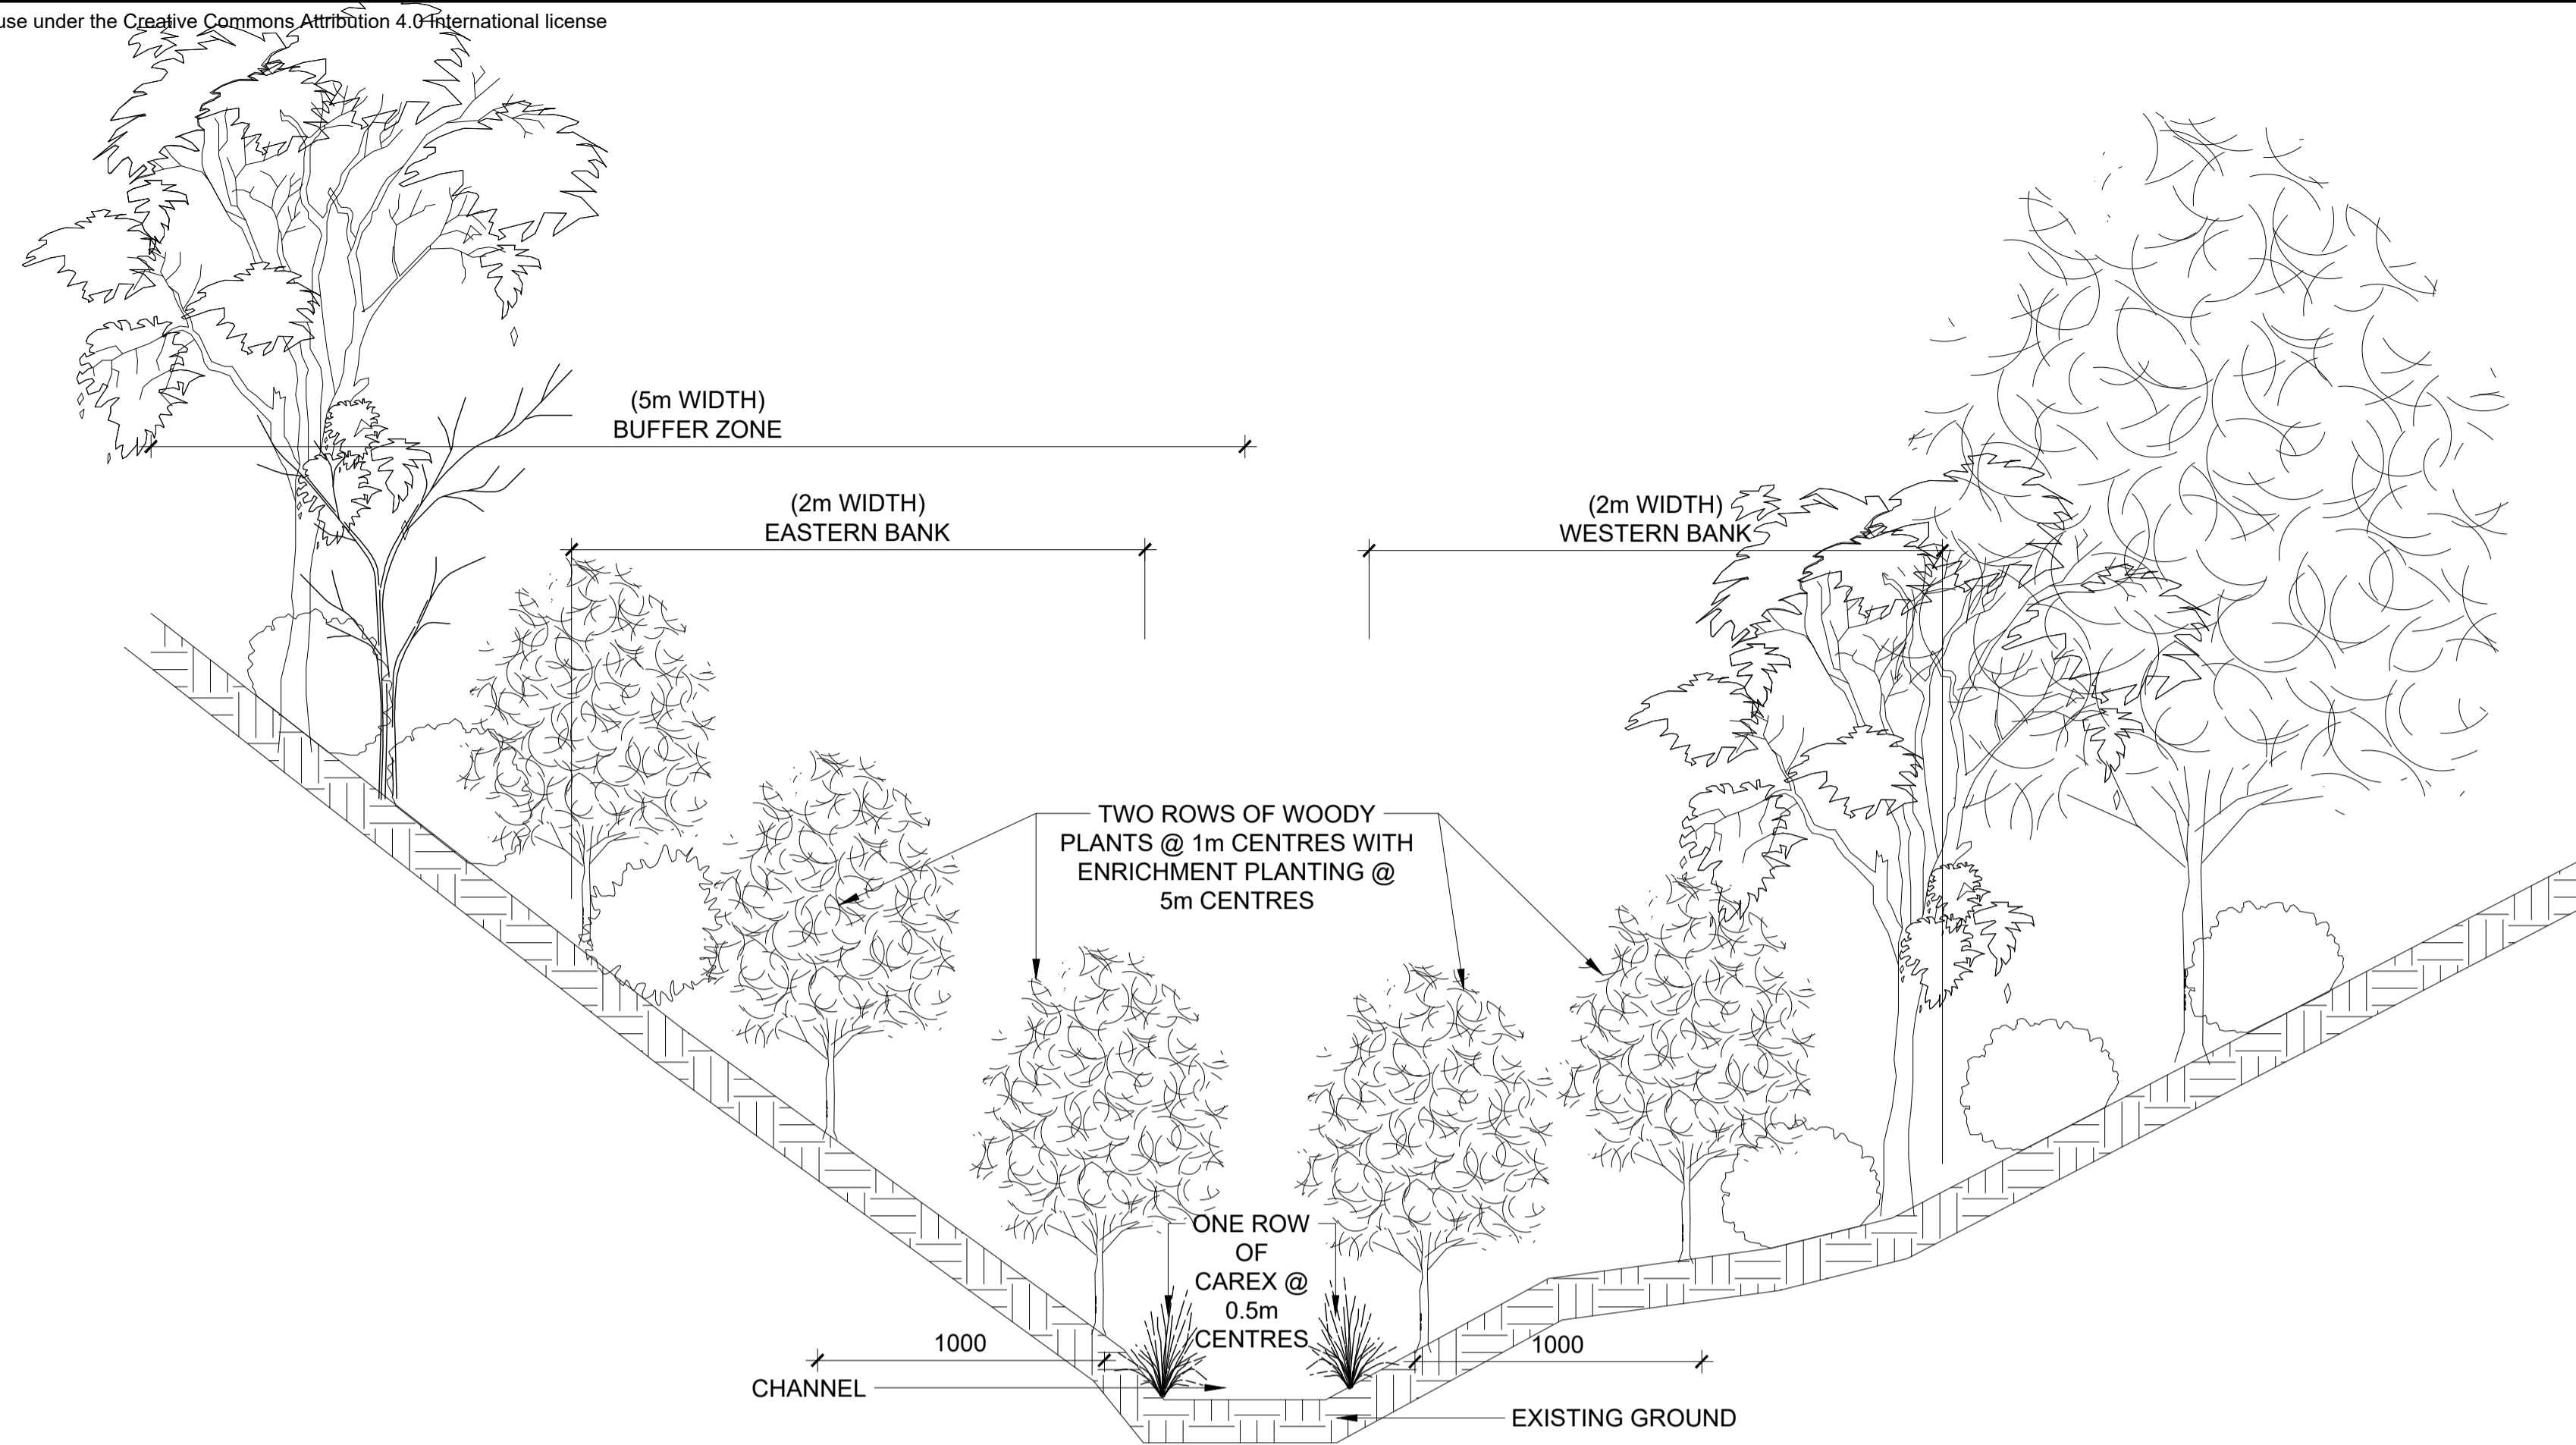 use under the Creative Commons Attribution 4.0 International license
(5m WIDTH)
BUFFER ZONE
(2m WIDTH)
EASTERN BANK
(2m WIDTH)
WESTERN BANK
TWO ROWS OF WOODY
PLANTS @ 1m CENTRES WITH
ENRICHMENT PLANTING @
5m CENTRES
ONE ROW
OF
CAREX @
0.5m
CENTRES
1000
1000
CHANNEL
EXISTING GROUND